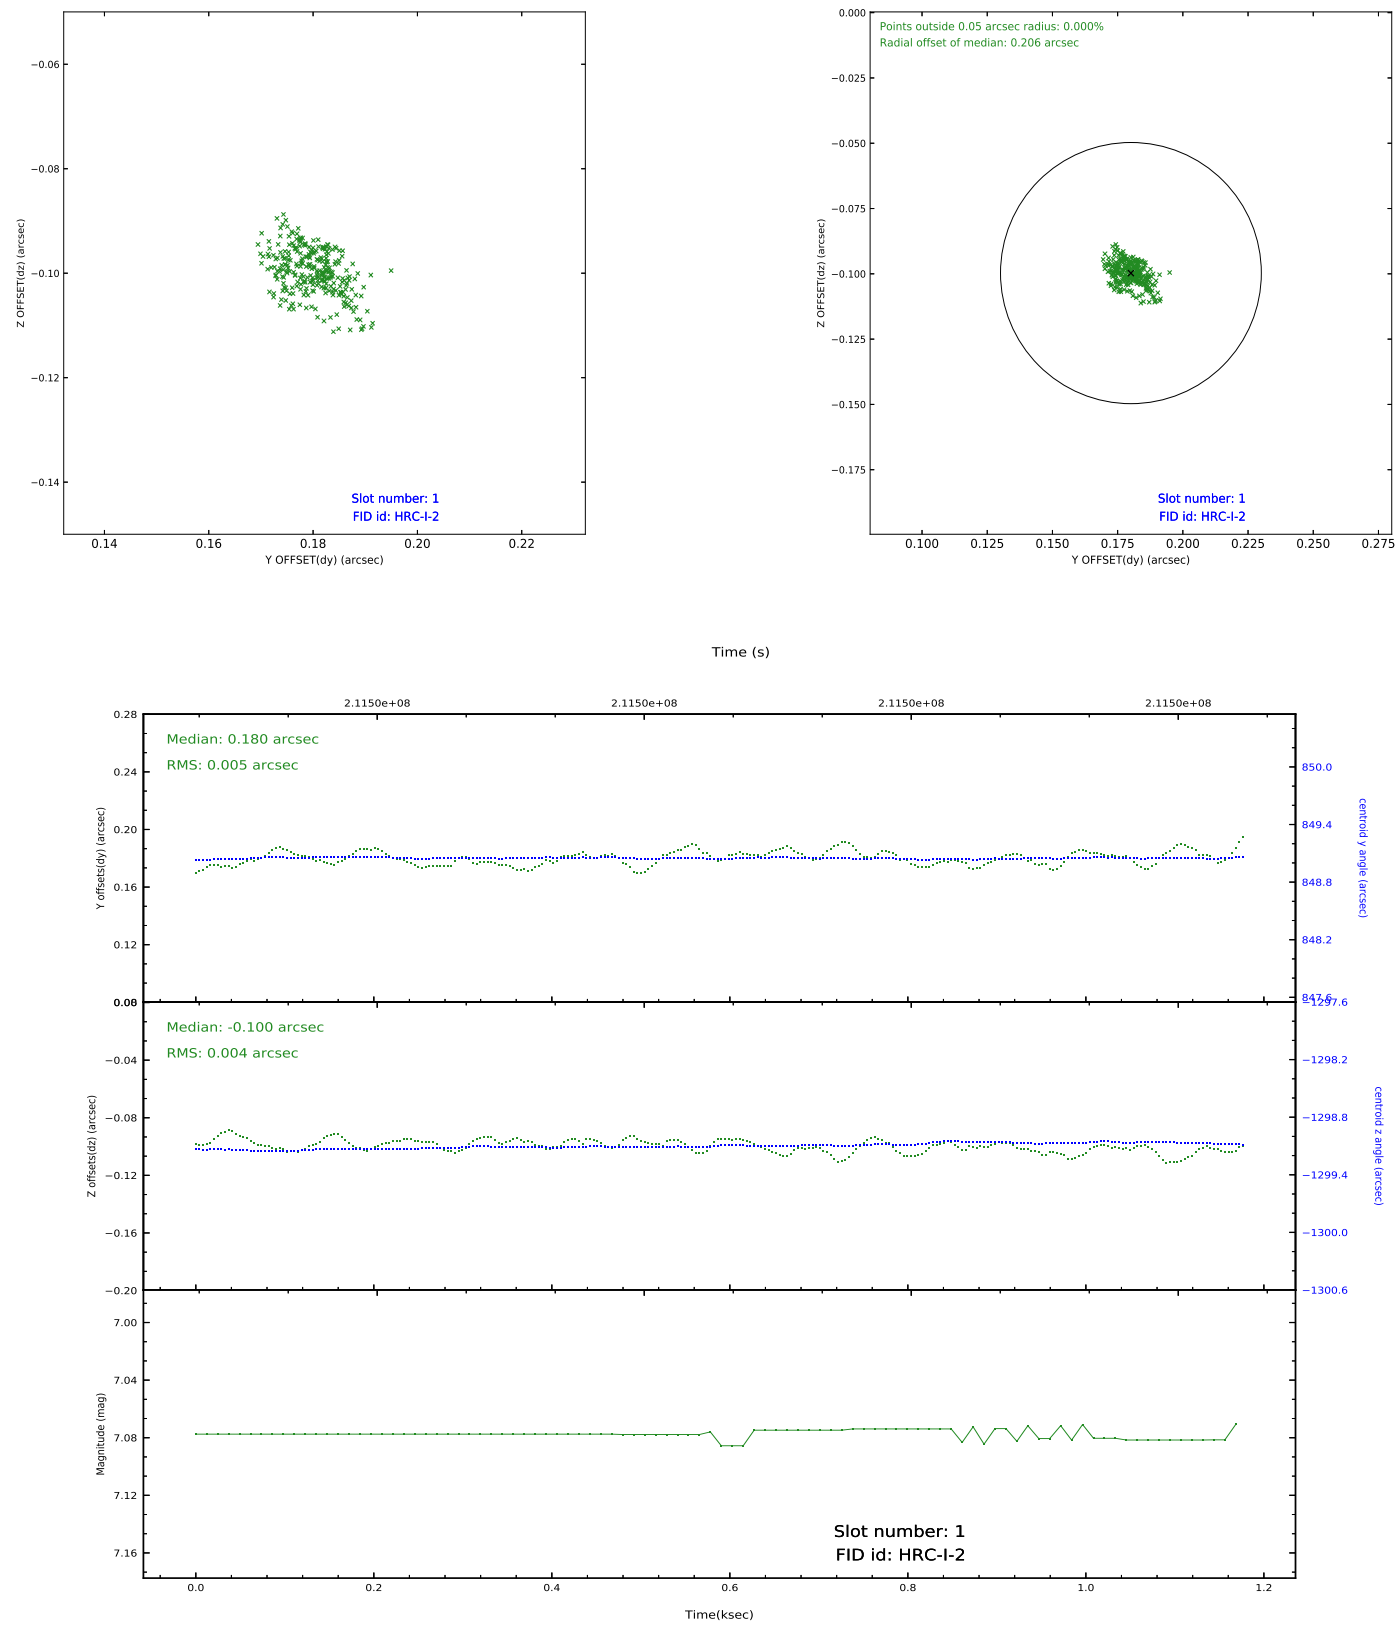 −0.06
−0.08
−0.10
−0.12
−0.14
Z OFFSET(dz) (arcsec)
Slot number: 1
FID id: HRC-I-2
0.14 0.16 0.18 0.20 0.22
Y OFFSET(dy) (arcsec)
Points outside 0.05 arcsec radius: 0.000%
Radial offset of median: 0.206 arcsec
0.000
−0.025
−0.050
−0.075
−0.100
−0.125
−0.150
−0.175
Z OFFSET(dz) (arcsec)
Slot number: 1
FID id: HRC-I-2
0.100 0.125 0.150 0.175 0.200 0.225 0.250 0.275
Y OFFSET(dy) (arcsec)
Time (s)
2.1150e+08 2.1150e+08 2.1150e+08 2.1150e+08
Median: 0.180 arcsec
RMS: 0.005 arcsec
0.28
0.24
0.20
0.16
0.12
Y offsets(dy) (arcsec)
850.0
849.4
848.8
848.2
847.6
centroid y angle (arcsec)
Median: -0.100 arcsec
RMS: 0.004 arcsec
−0.04
−0.08
−0.12
−0.16
−0.20
Z offsets(dz) (arcsec)
−1297.6
−1298.2
−1298.8
−1299.4
−1300.0
−1300.6
centroid z angle (arcsec)
7.00
7.04
7.08
7.12
7.16
Magnitude (mag)
Slot number: 1
FID id: HRC-I-2
0.0 0.2 0.4 0.6 0.8 1.0 1.2
Time(ksec)